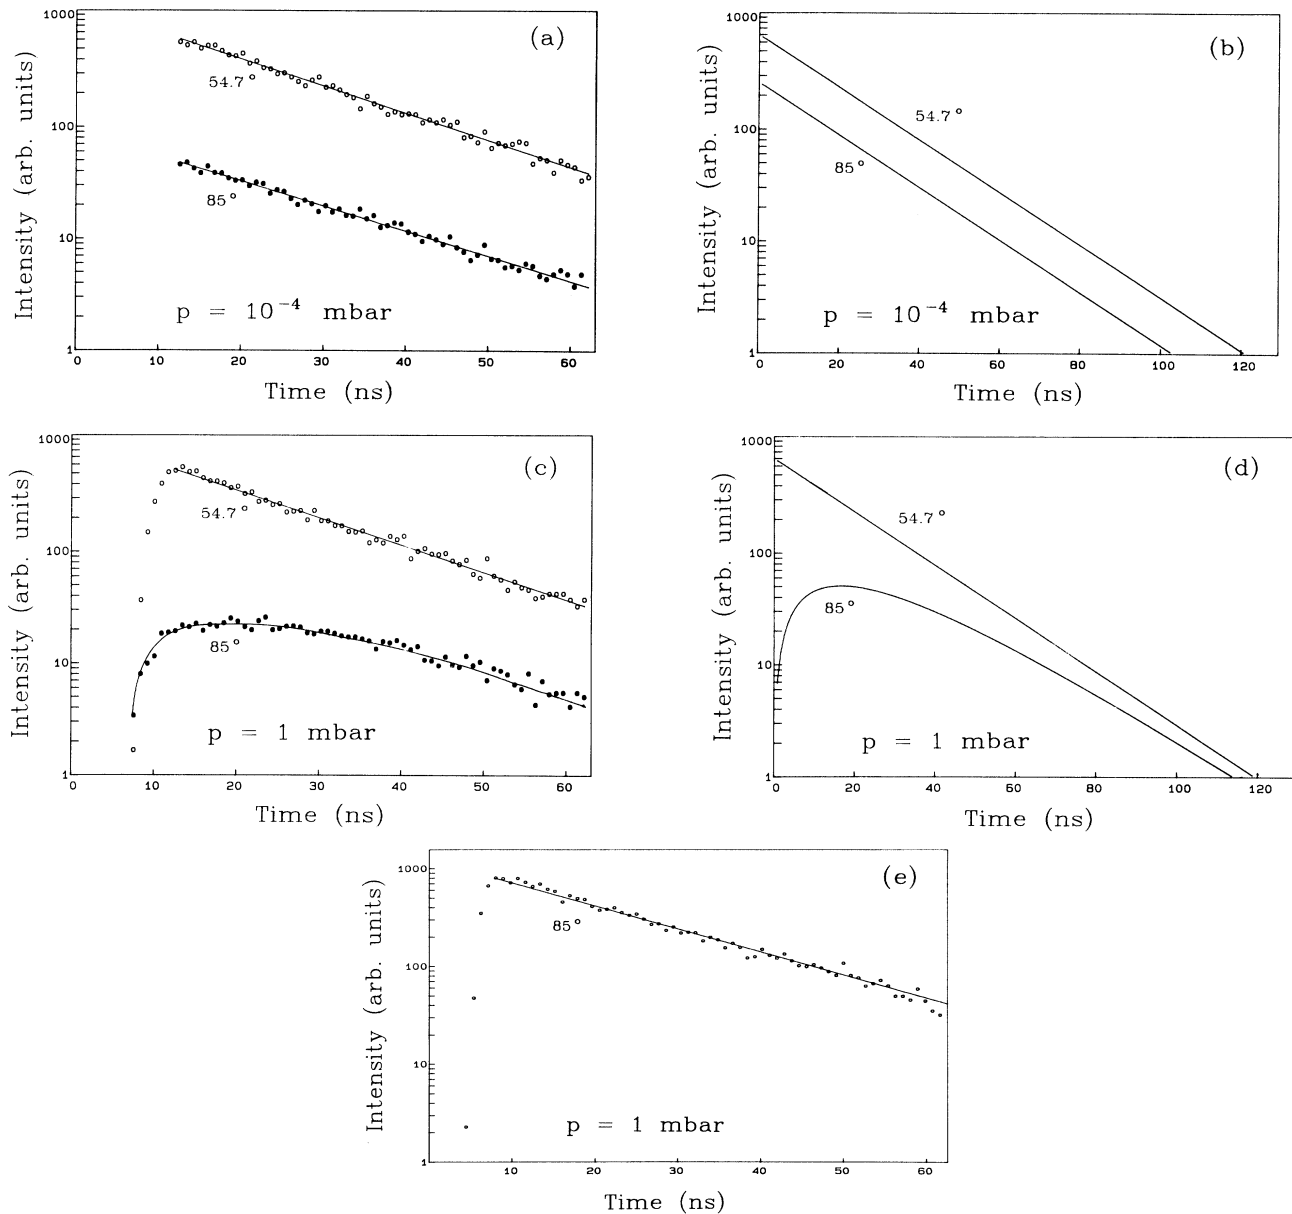 (a)
Intensity (arb. units)
1000
100
10
1
54.7°
85°
p = 10⁻⁴ mbar
0 10 20 30 40 50 60
Time (ns)
(b)
Intensity (arb. units)
1000
100
10
1
54.7°
85°
p = 10⁻⁴ mbar
0 20 40 60 80 100 120
Time (ns)
(c)
Intensity (arb. units)
1000
100
10
1
54.7°
85°
p = 1 mbar
0 10 20 30 40 50 60
Time (ns)
(d)
Intensity (arb. units)
1000
100
10
1
54.7°
85°
p = 1 mbar
0 20 40 60 80 100 120
Time (ns)
(e)
Intensity (arb. units)
1000
100
10
1
85°
p = 1 mbar
10 20 30 40 50 60
Time (ns)